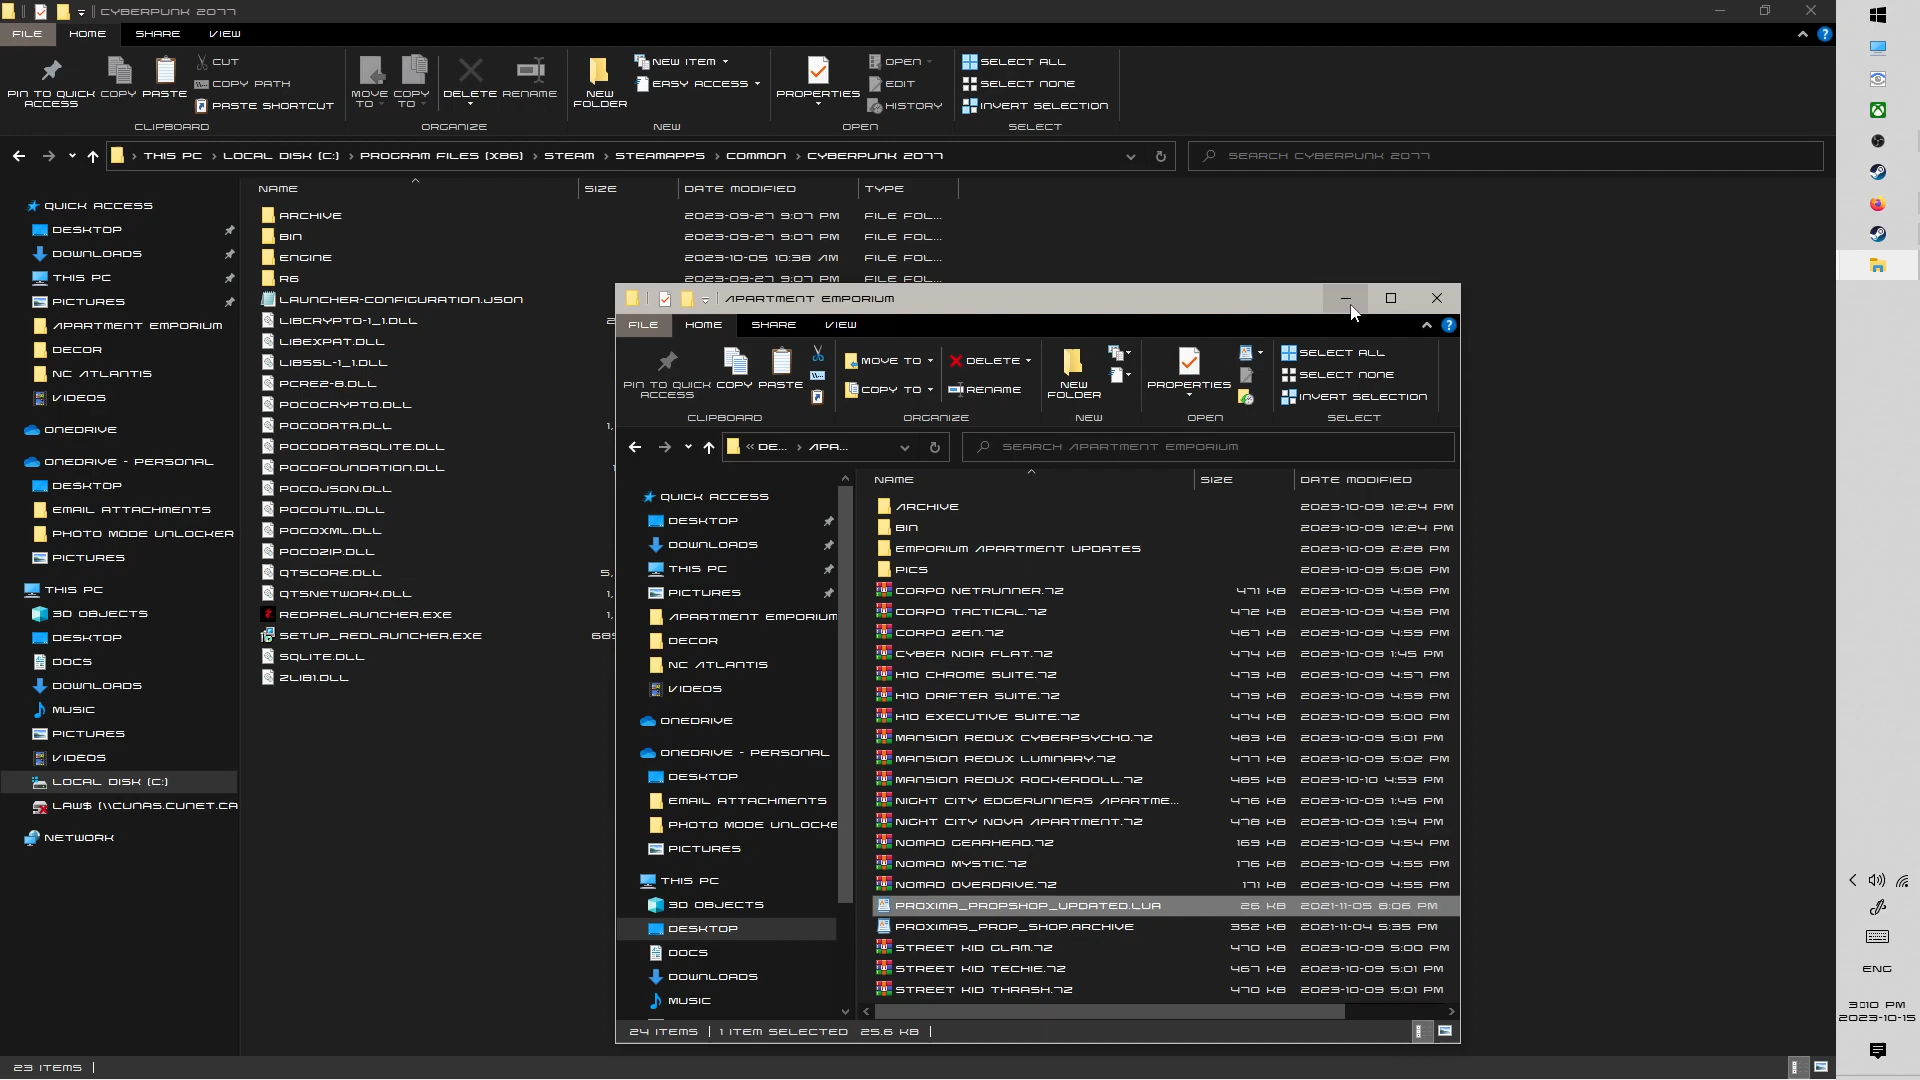 CYBERPUNK 2077
FILE HOME SHARE VIEW
PIN TO QUICK ACCESS COPY PASTE CUT COPY PATH PASTE SHORTCUT
MOVE TO COPY TO DELETE RENAME
NEW FOLDER NEW ITEM EASY ACCESS
PROPERTIES OPEN EDIT HISTORY
SELECT ALL SELECT NONE INVERT SELECTION
CLIPBOARD ORGANIZE NEW OPEN SELECT
THIS PC > LOCAL DISK (C:) > PROGRAM FILES (X86) > STEAM > STEAMAPPS > COMMON > CYBERPUNK 2077
SEARCH CYBERPUNK 2077
QUICK ACCESS
DESKTOP
DOWNLOADS
THIS PC
PICTURES
APARTMENT EMPORIUM
DECOR
NC ATLANTIS
VIDEOS
ONEDRIVE
ONEDRIVE - PERSONAL
DESKTOP
EMAIL ATTACHMENTS
PHOTO MODE UNLOCKER
PICTURES
THIS PC
3D OBJECTS
DESKTOP
DOCS
DOWNLOADS
MUSIC
PICTURES
VIDEOS
LOCAL DISK (C:)
LAW$ (\\CUNAS.CUNET.CA
NETWORK
NAME SIZE DATE MODIFIED TYPE
ARCHIVE 2023-09-27 9:07 PM FILE FOL...
BIN 2023-09-27 9:07 PM FILE FOL...
ENGINE 2023-10-05 10:38 AM FILE FOL...
R6 2023-09-27 9:07 PM FILE FOL...
LAUNCHER-CONFIGURATION.JSON
LIBCRYPTO-1_1.DLL 2
LIBEXPAT.DLL
LIBSSL-1_1.DLL
PCRE2-8.DLL
POCOCRYPTO.DLL
POCODATA.DLL 1,
POCODATASQLITE.DLL
POCOFOUNDATION.DLL 1
POCOJSON.DLL
POCOUTIL.DLL
POCOXML.DLL
POCOZIP.DLL
QT5CORE.DLL 5,
QT5NETWORK.DLL 1,
REDPRELAUNCHER.EXE 1,
SETUP_REDLAUNCHER.EXE 685
SQLITE.DLL
ZLIB1.DLL
23 ITEMS
APARTMENT EMPORIUM
FILE HOME SHARE VIEW
PIN TO QUICK ACCESS COPY PASTE
MOVE TO COPY TO DELETE RENAME
NEW FOLDER
PROPERTIES
SELECT ALL SELECT NONE INVERT SELECTION
CLIPBOARD ORGANIZE NEW OPEN SELECT
« DE... > APA...
SEARCH APARTMENT EMPORIUM
QUICK ACCESS
DESKTOP
DOWNLOADS
THIS PC
PICTURES
APARTMENT EMPORIUM
DECOR
NC ATLANTIS
VIDEOS
ONEDRIVE
ONEDRIVE - PERSONAL
DESKTOP
EMAIL ATTACHMENTS
PHOTO MODE UNLOCKE
PICTURES
THIS PC
3D OBJECTS
DESKTOP
DOCS
DOWNLOADS
MUSIC
NAME SIZE DATE MODIFIED
ARCHIVE 2023-10-09 12:24 PM
BIN 2023-10-09 12:24 PM
EMPORIUM APARTMENT UPDATES 2023-10-09 2:28 PM
PICS 2023-10-09 5:06 PM
CORPO NETRUNNER.7Z 471 KB 2023-10-09 4:58 PM
CORPO TACTICAL.7Z 472 KB 2023-10-09 4:58 PM
CORPO ZEN.7Z 467 KB 2023-10-09 4:59 PM
CYBER NOIR FLAT.7Z 474 KB 2023-10-09 1:45 PM
H10 CHROME SUITE.7Z 473 KB 2023-10-09 4:57 PM
H10 DRIFTER SUITE.7Z 479 KB 2023-10-09 4:59 PM
H10 EXECUTIVE SUITE.7Z 474 KB 2023-10-09 5:00 PM
MANSION REDUX CYBERPSYCHO.7Z 483 KB 2023-10-09 5:01 PM
MANSION REDUX LUMINARY.7Z 477 KB 2023-10-09 5:02 PM
MANSION REDUX ROCKERDOLL.7Z 485 KB 2023-10-10 4:53 PM
NIGHT CITY EDGERUNNERS APARTME... 476 KB 2023-10-09 1:45 PM
NIGHT CITY NOVA APARTMENT.7Z 478 KB 2023-10-09 1:54 PM
NOMAD GEARHEAD.7Z 169 KB 2023-10-09 4:54 PM
NOMAD MYSTIC.7Z 176 KB 2023-10-09 4:55 PM
NOMAD OVERDRIVE.7Z 171 KB 2023-10-09 4:55 PM
PROXIMA_PROPSHOP_UPDATED.LUA 26 KB 2021-11-05 8:06 PM
PROXIMAS_PROP_SHOP.ARCHIVE 352 KB 2021-11-04 5:35 PM
STREET KID GLAM.7Z 470 KB 2023-10-09 5:00 PM
STREET KID TECHIE.7Z 467 KB 2023-10-09 5:01 PM
STREET KID THRASH.7Z 470 KB 2023-10-09 5:01 PM
24 ITEMS 1 ITEM SELECTED 25.6 KB
ENG
3:10 PM
2023-10-15